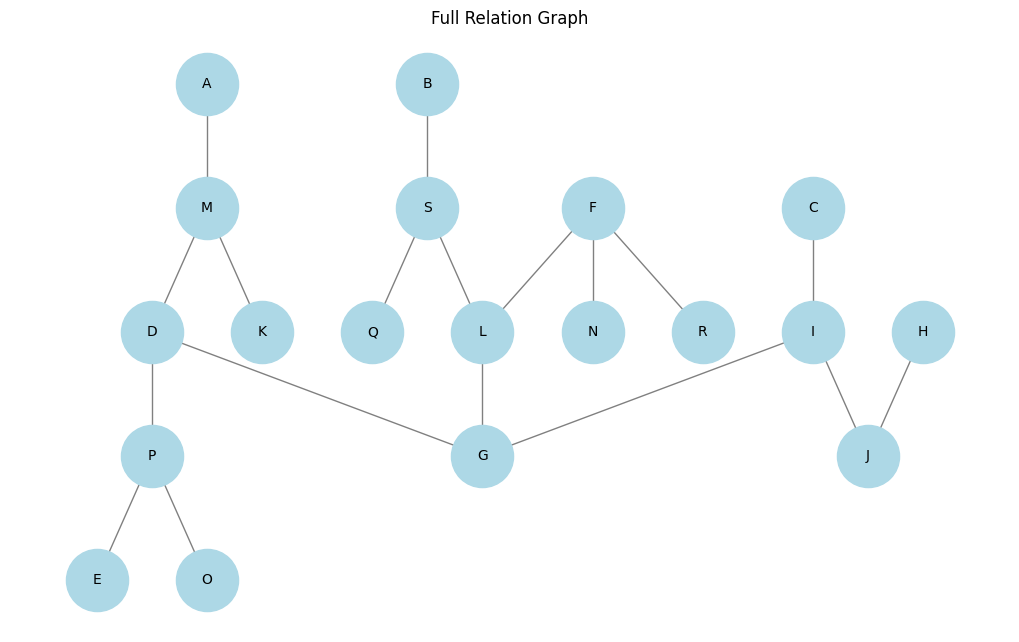 Full Relation Graph
A B
M S F C
D K Q L N R I H
P G J
E O